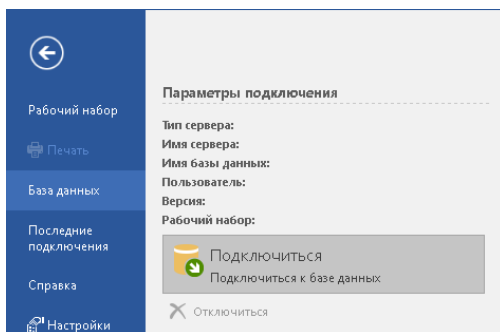 Параметры подключения
Рабочий набор
Тип сервера:
Имя сервера:
Печать
Имя базы данных:
База данных
Пользователь:
Версия:
Рабочий набор:
Последние
подключения
Подключиться
Подключиться к базе данных
Справка
Отключиться
Настройки